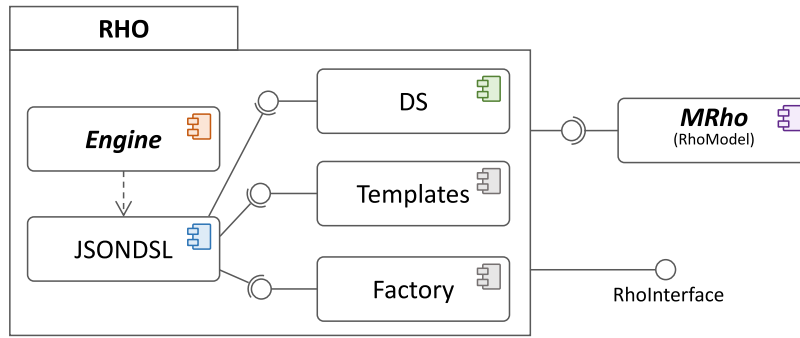 RHO
Engine
JSONDSL
DS
Templates
Factory
MRho
(RhoModel)
RhoInterface